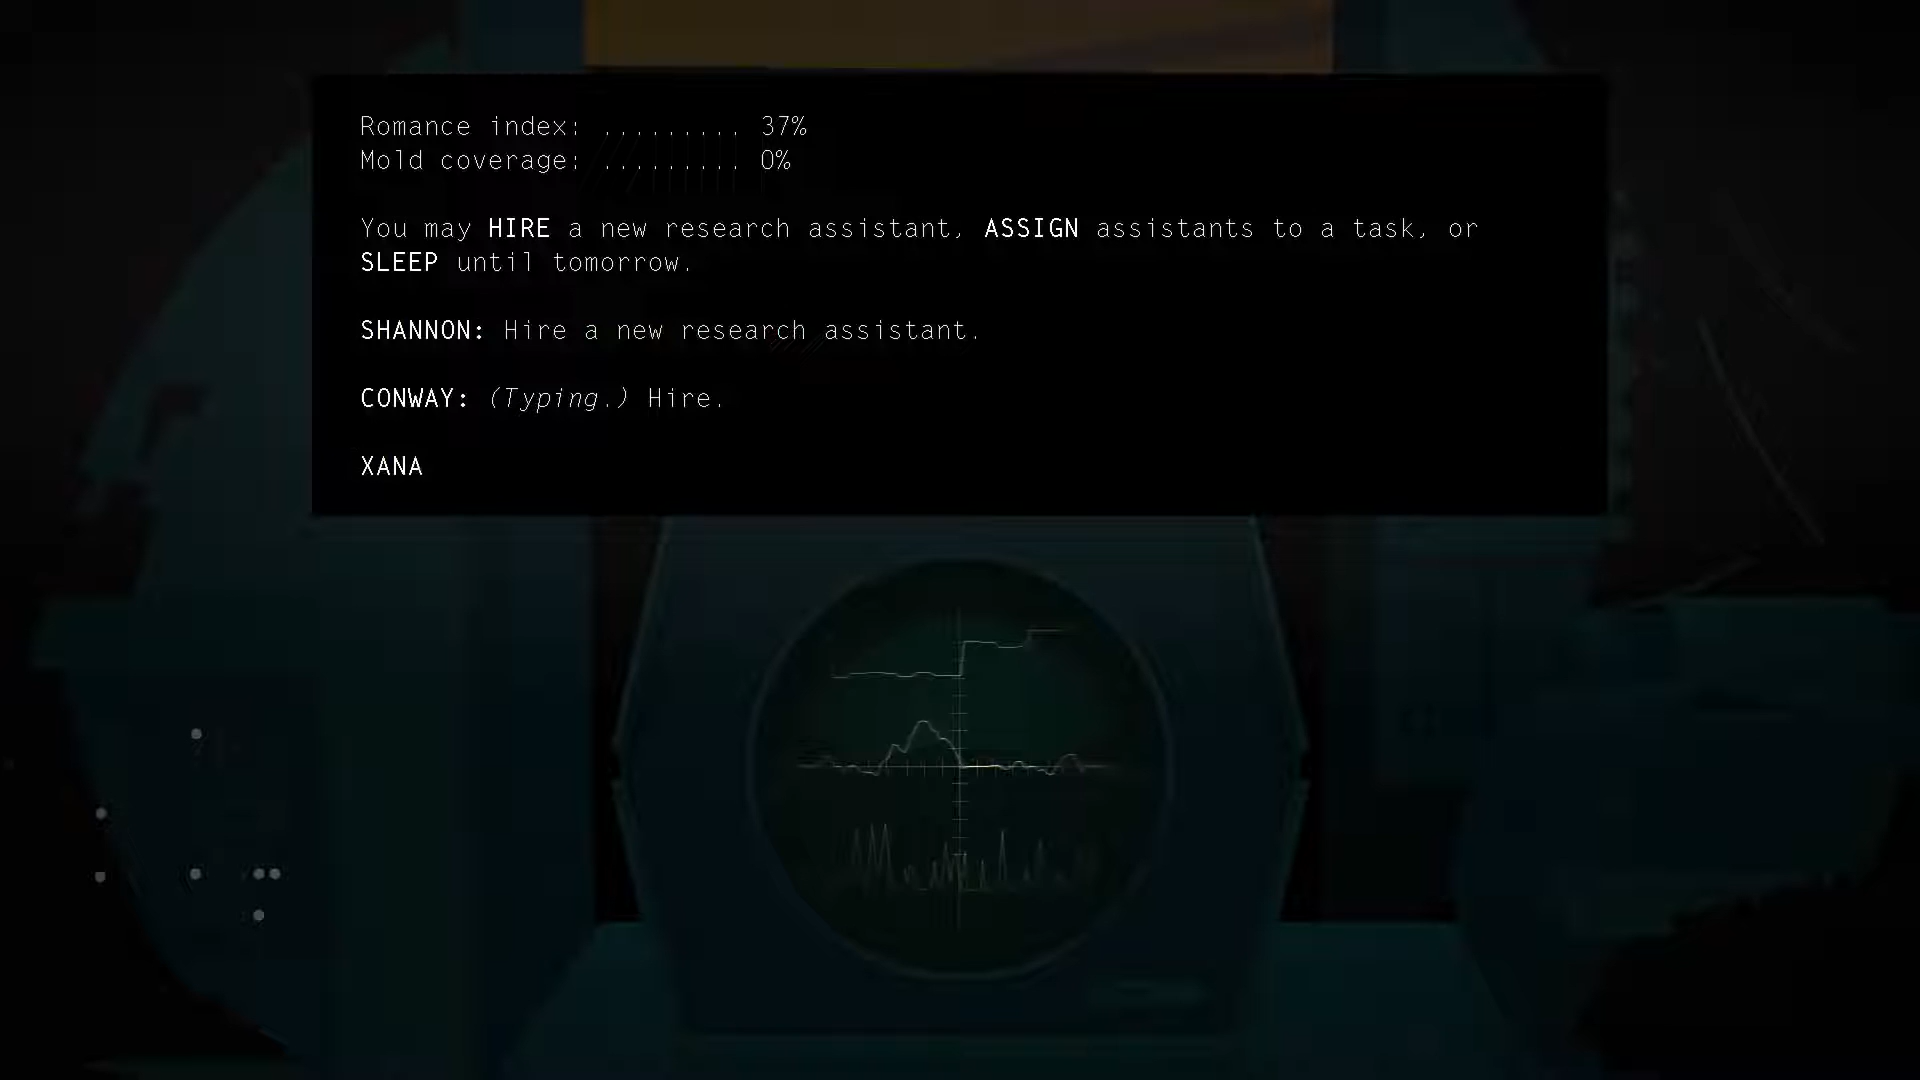 Romance index: ......... 37%
Mold coverage: ......... 0%
You may HIRE a new research assistant, ASSIGN assistants to a task, or
SLEEP until tomorrow.
SHANNON: Hire a new research assistant.
CONWAY: (Typing.) Hire.
XANA